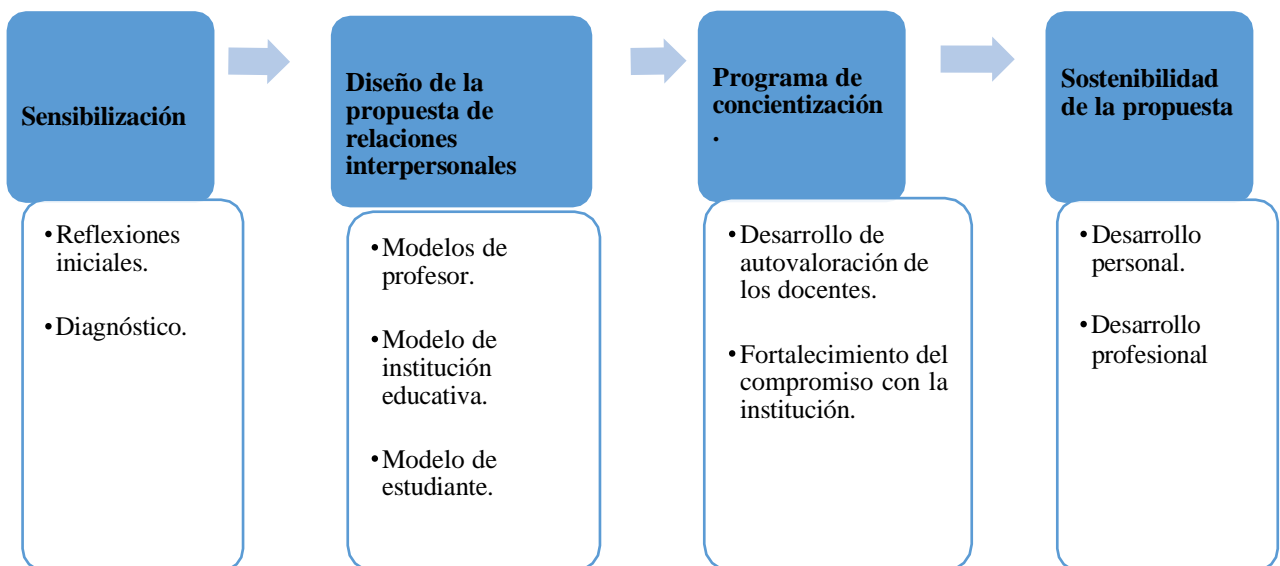 Sensibilización
•Reflexiones
iniciales.
•Diagnóstico.
Diseño de la
propuesta de
relaciones
interpersonales
•Modelos de
profesor.
•Modelo de
institución
educativa.
•Modelo de
estudiante.
Programa de
concientización
.
•Desarrollo de
autovaloración de
los docentes.
•Fortalecimiento del
compromiso con la
institución.
Sostenibilidad
de la propuesta
•Desarrollo
personal.
•Desarrollo
profesional